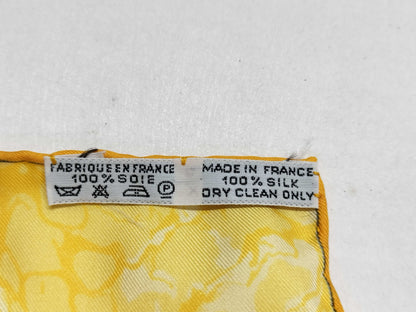 FABRIQUE EN FRANCE
100% SOIE
P
MADE IN FRANCE
100% SILK
DRY CLEAN ONLY